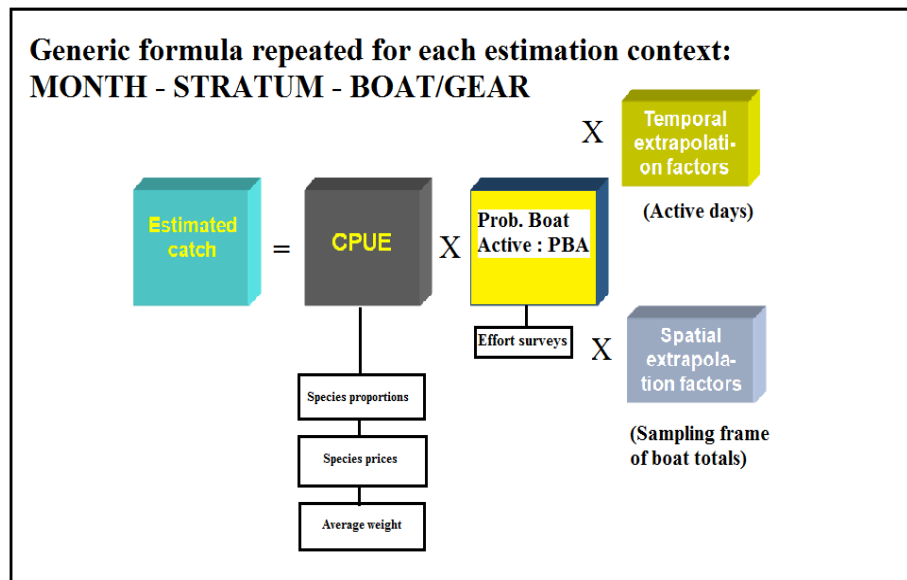 Generic formula repeated for each estimation context:
MONTH - STRATUM - BOAT/GEAR
X
Temporal
extrapolati-
on factors
(Active days)
Estimated
catch
=
CPUE
X
Prob. Boat
Active : PBA
Effort surveys
X
Spatial
extrapola-
tion factors
(Sampling frame
of boat totals)
Species proportions
Species prices
Average weight